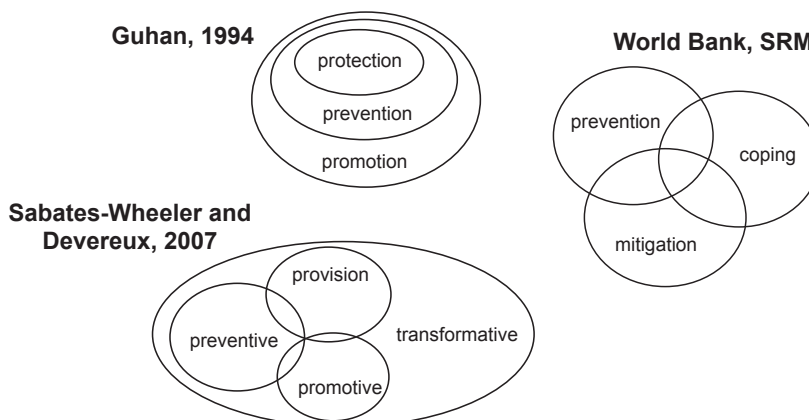 Guhan, 1994
protection
prevention
promotion
World Bank, SRM
prevention
coping
mitigation
Sabates-Wheeler and
Devereux, 2007
provision
preventive
transformative
promotive